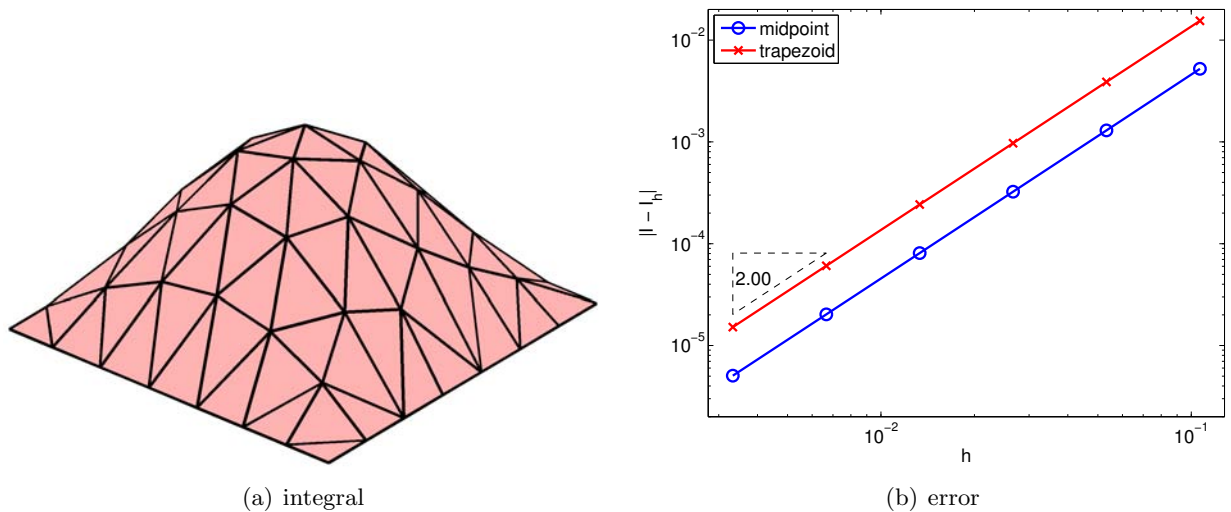 midpoint
trapezoid
10^-2
10^-3
10^-4
10^-5
|I − I_h|
2.00
10^-2
10^-1
h
(a) integral
(b) error